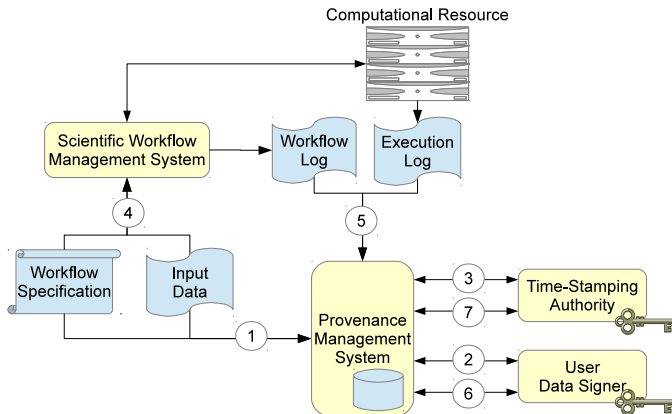 Computational Resource
Scientific Workflow
Management System
Workflow
Log
Execution
Log
4
5
Workflow
Specification
Input
Data
1
Provenance
Management
System
3
7
2
6
Time-Stamping
Authority
User
Data Signer